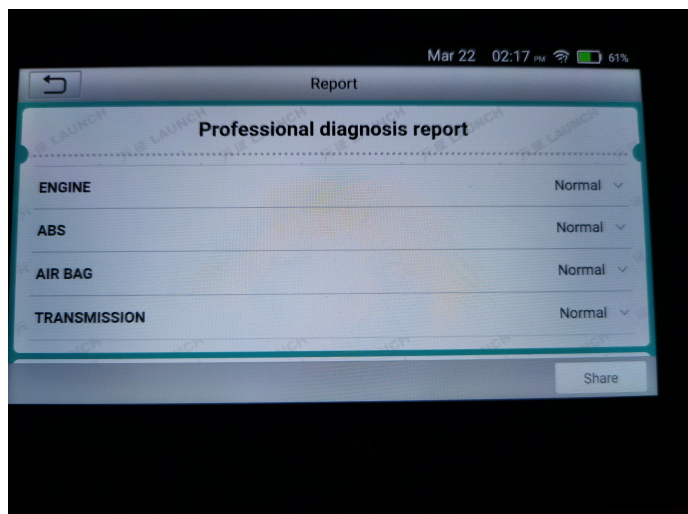 Mar 22 02:17 PM 61%
Report
Professional diagnosis report
ENGINE Normal
ABS Normal
AIR BAG Normal
TRANSMISSION Normal
Share